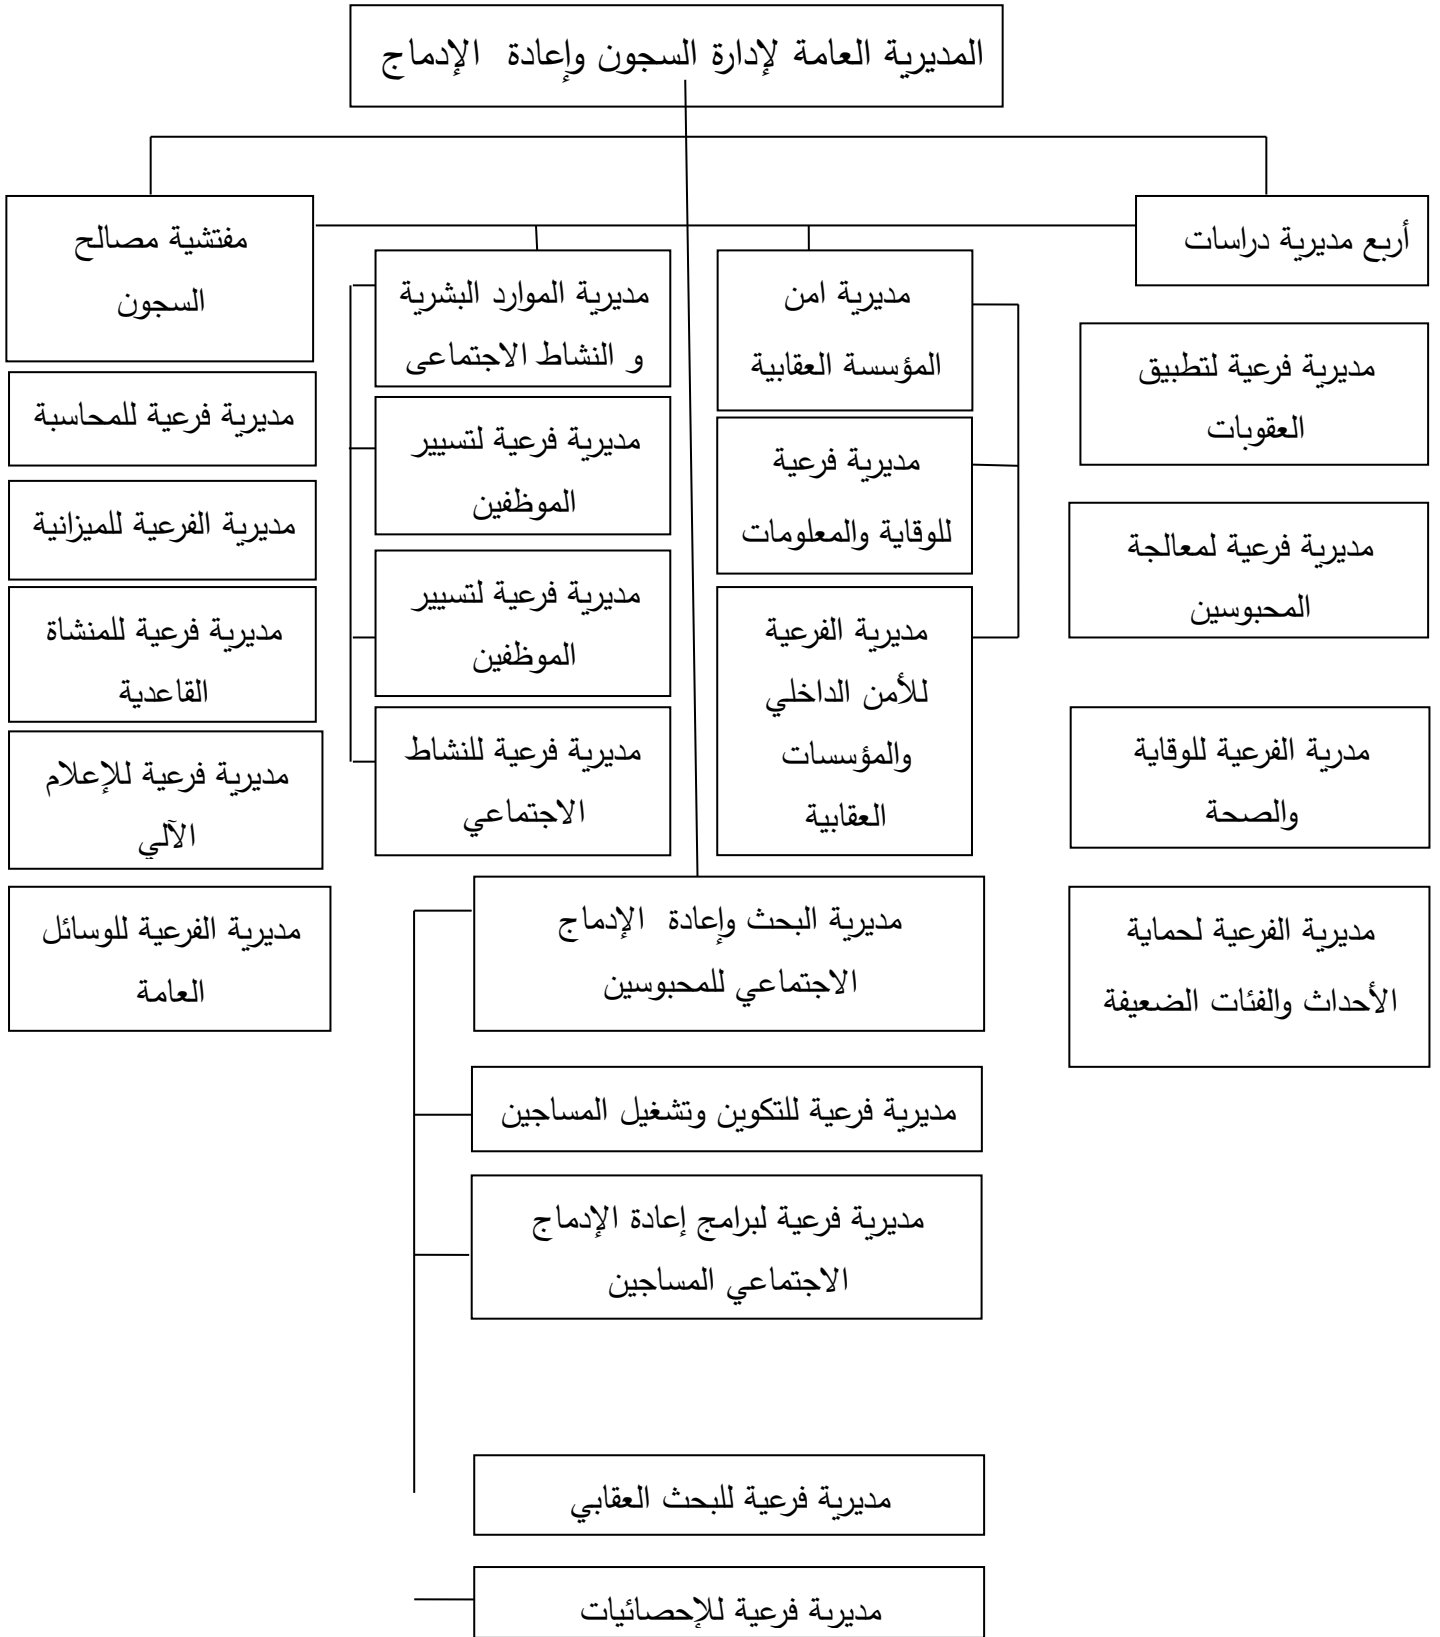 المديرية العامة لإدارة السجون وإعادة الإدماج
أربع مديرية دراسات
مديرية فرعية لتطبيق
العقوبات
مديرية فرعية لمعالجة
المحبوسين
مدرية الفرعية للوقاية
والصحة
مديرية الفرعية لحماية
الأحداث والفئات الضعيفة
مديرية امن
المؤسسة العقابية
مديرية فرعية
للوقاية والمعلومات
مديرية الفرعية
للأمن الداخلي
والمؤسسات
العقابية
مديرية الموارد البشرية
و النشاط الاجتماعى
مديرية فرعية لتسيير
الموظفين
مديرية فرعية لتسيير
الموظفين
مديرية فرعية للنشاط
الاجتماعي
مفتشية مصالح
السجون
مديرية فرعية للمحاسبة
مديرية الفرعية للميزانية
مديرية فرعية للمنشاة
القاعدية
مديرية فرعية للإعلام
الآلي
مديرية الفرعية للوسائل
العامة
مديرية البحث وإعادة الإدماج
الاجتماعي للمحبوسين
مديرية فرعية للتكوين وتشغيل المساجين
مديرية فرعية لبرامج إعادة الإدماج
الاجتماعي المساجين
مديرية فرعية للبحث العقابي
مديرية فرعية للإحصائيات